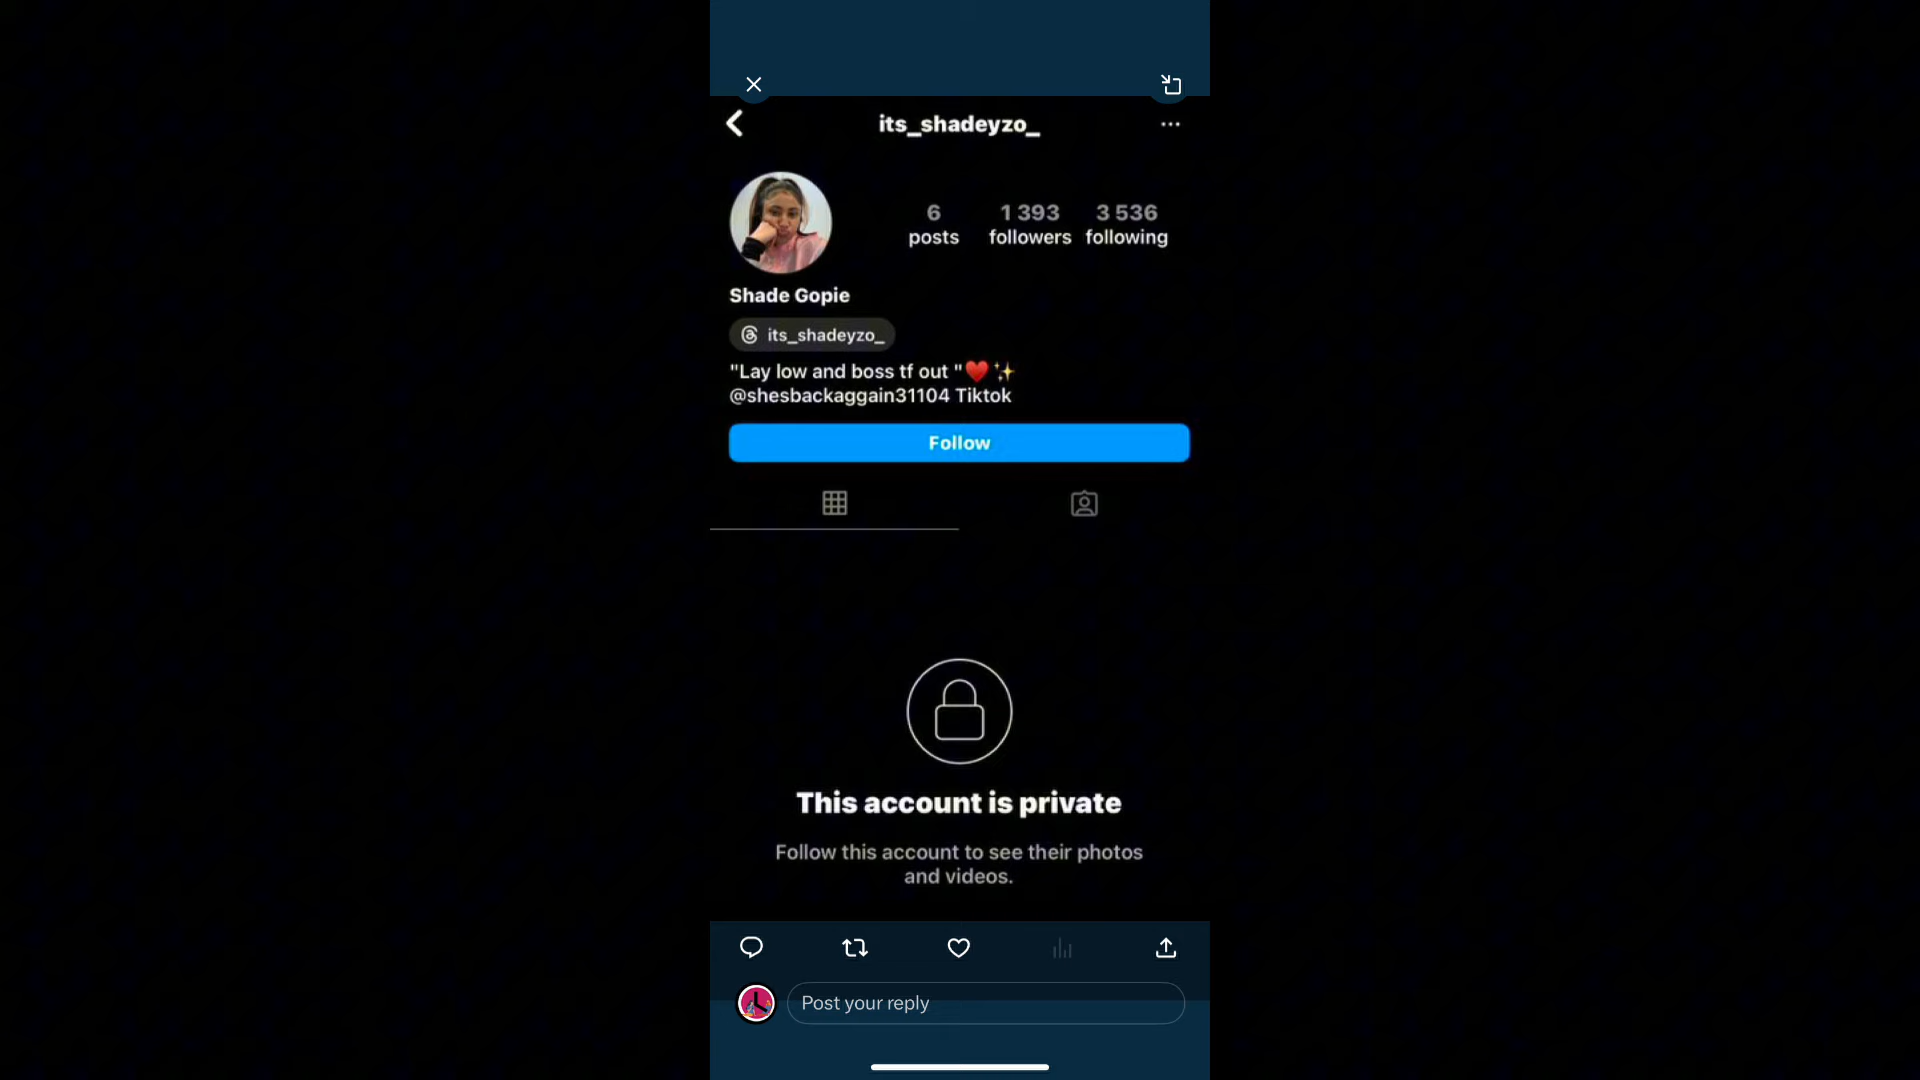 its_shadeyzo_
6 1 393 3 536
posts followers following
Shade Gopie
its_shadeyzo_
"Lay low and boss tf out "♥️✨
@shesbackaggain31104 Tiktok
Follow
This account is private
Follow this account to see their photos
and videos.
Post your reply